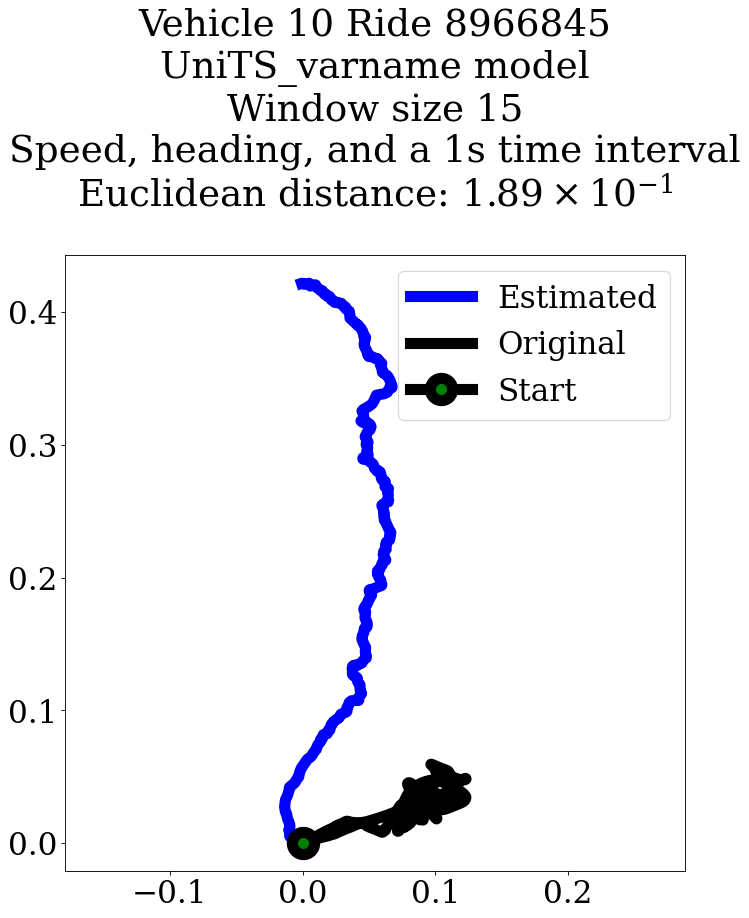 Vehicle 10 Ride 8966845
UniTS_varname model
Window size 15
Speed, heading, and a 1s time interval
Euclidean distance: 1.89 × 10⁻¹
Estimated
Original
Start
0.4
0.3
0.2
0.1
0.0
−0.1
0.0
0.1
0.2